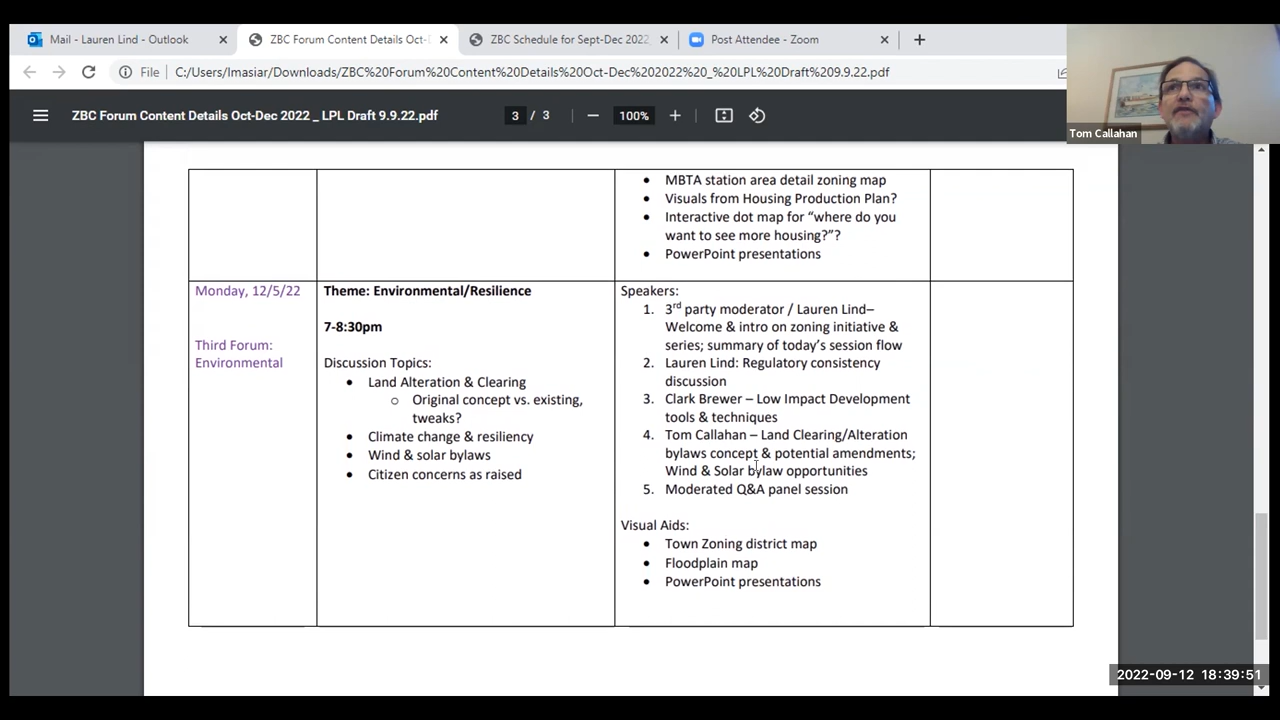 Mail - Lauren Lind - Outlook
ZBC Forum Content Details Oct-D
ZBC Schedule for Sept-Dec 2022
Post Attendee - Zoom
File
C:/Users/lmasiar/Downloads/ZBC%20Forum%20Content%20Details%20Oct-Dec%202022%20_%20LPL%20Draft%209.9.22.pdf
Tom Callahan
ZBC Forum Content Details Oct-Dec 2022 _ LPL Draft 9.9.22.pdf
3 / 3
100%
• MBTA station area detail zoning map
• Visuals from Housing Production Plan?
• Interactive dot map for “where do you
want to see more housing?”?
• PowerPoint presentations
Monday, 12/5/22
Third Forum:
Environmental
Theme: Environmental/Resilience
7-8:30pm
Discussion Topics:
• Land Alteration & Clearing
o Original concept vs. existing,
tweaks?
• Climate change & resiliency
• Wind & solar bylaws
• Citizen concerns as raised
Speakers:
1. 3rd party moderator / Lauren Lind–
Welcome & intro on zoning initiative &
series; summary of today’s session flow
2. Lauren Lind: Regulatory consistency
discussion
3. Clark Brewer – Low Impact Development
tools & techniques
4. Tom Callahan – Land Clearing/Alteration
bylaws concept & potential amendments;
Wind & Solar bylaw opportunities
5. Moderated Q&A panel session
Visual Aids:
• Town Zoning district map
• Floodplain map
• PowerPoint presentations
2022-09-12 18:39:51